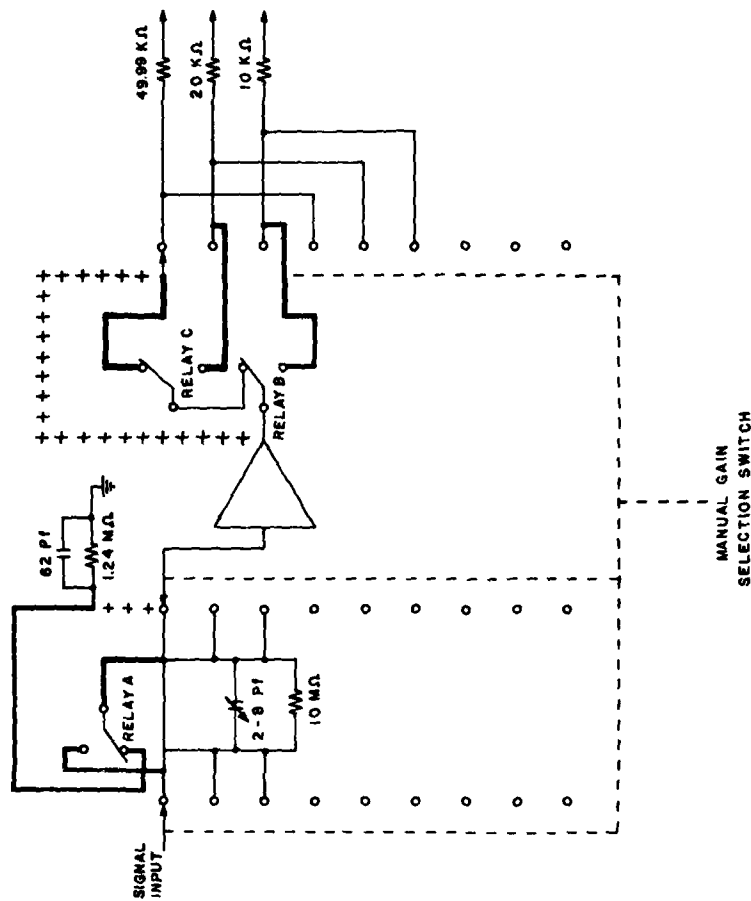 49.99 KΩ
20 KΩ
10 KΩ
RELAY C
RELAY B
62 Pf
1.24 MΩ
RELAY A
2-8 Pf
10 MΩ
SIGNAL
INPUT
MANUAL GAIN
SELECTION SWITCH